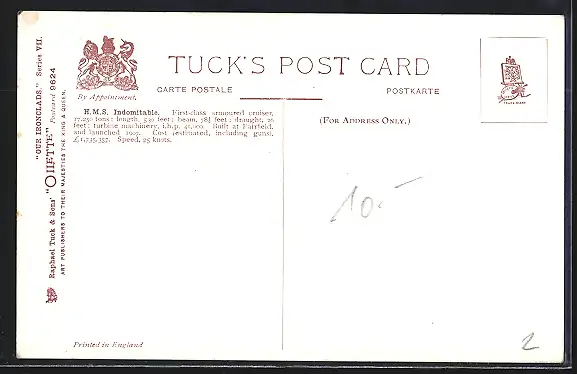 "OUR IRONCLADS." Series VII.
Raphael Tuck & Sons' "OILETTE" Postcard 9624
ART PUBLISHERS TO THEIR MAJESTIES THE KING & QUEEN.
By Appointment.
TUCK'S POST CARD
CARTE POSTALE
POSTKARTE
H.M.S. Indomitable. First-class armoured cruiser,
17,250 tons; length, 530 feet; beam, 78½ feet; draught, 26
feet; turbine machinery, i.h.p. 41,000. Built at Fairfield,
and launched 1907. Cost (estimated, including guns),
£1,735,357. Speed, 25 knots.
(FOR ADDRESS ONLY.)
TRADE MARK
10.-
Printed in England
2